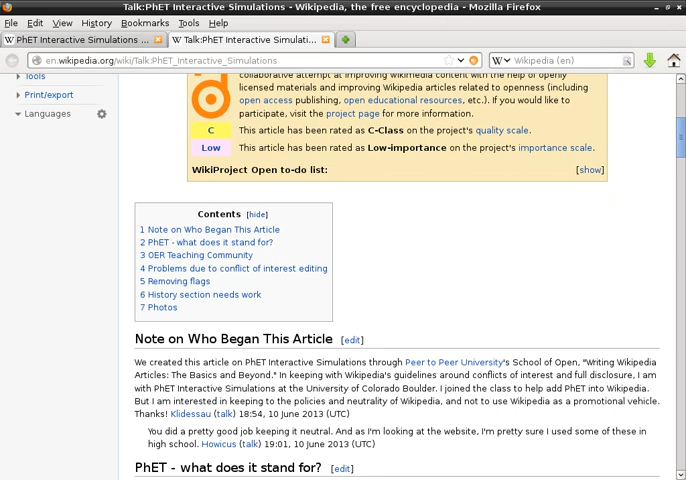 Talk:PhET Interactive Simulations - Wikipedia, the free encyclopedia - Mozilla Firefox
File Edit View History Bookmarks Tools Help
PhET Interactive Simulations ... Talk:PhET Interactive Simulati...
en.wikipedia.org/wiki/Talk:PhET_Interactive_Simulations Wikipedia (en)
Tools
Print/export
Languages
collaborative attempt at improving Wikimedia content with the help of openly
licensed materials and improving Wikipedia articles related to openness (including
open access publishing, open educational resources, etc.). If you would like to
participate, visit the project page for more information.
C This article has been rated as C-Class on the project's quality scale.
Low This article has been rated as Low-importance on the project's importance scale.
WikiProject Open to-do list: [show]
Contents [hide]
1 Note on Who Began This Article
2 PhET - what does it stand for?
3 OER Teaching Community
4 Problems due to conflict of interest editing
5 Removing flags
6 History section needs work
7 Photos
Note on Who Began This Article [edit]
We created this article on PhET Interactive Simulations through Peer to Peer University's School of Open, "Writing Wikipedia
Articles: The Basics and Beyond." In keeping with Wikipedia's guidelines around conflicts of interest and full disclosure, I am
with PhET Interactive Simulations at the University of Colorado Boulder. I joined the class to help add PhET into Wikipedia.
But I am interested in keeping to the policies and neutrality of Wikipedia, and not to use Wikipedia as a promotional vehicle.
Thanks! Klidessau (talk) 18:54, 10 June 2013 (UTC)
You did a pretty good job keeping it neutral. And as I'm looking at the website, I'm pretty sure I used some of these in
high school. Howicus (talk) 19:01, 10 June 2013 (UTC)
PhET - what does it stand for? [edit]